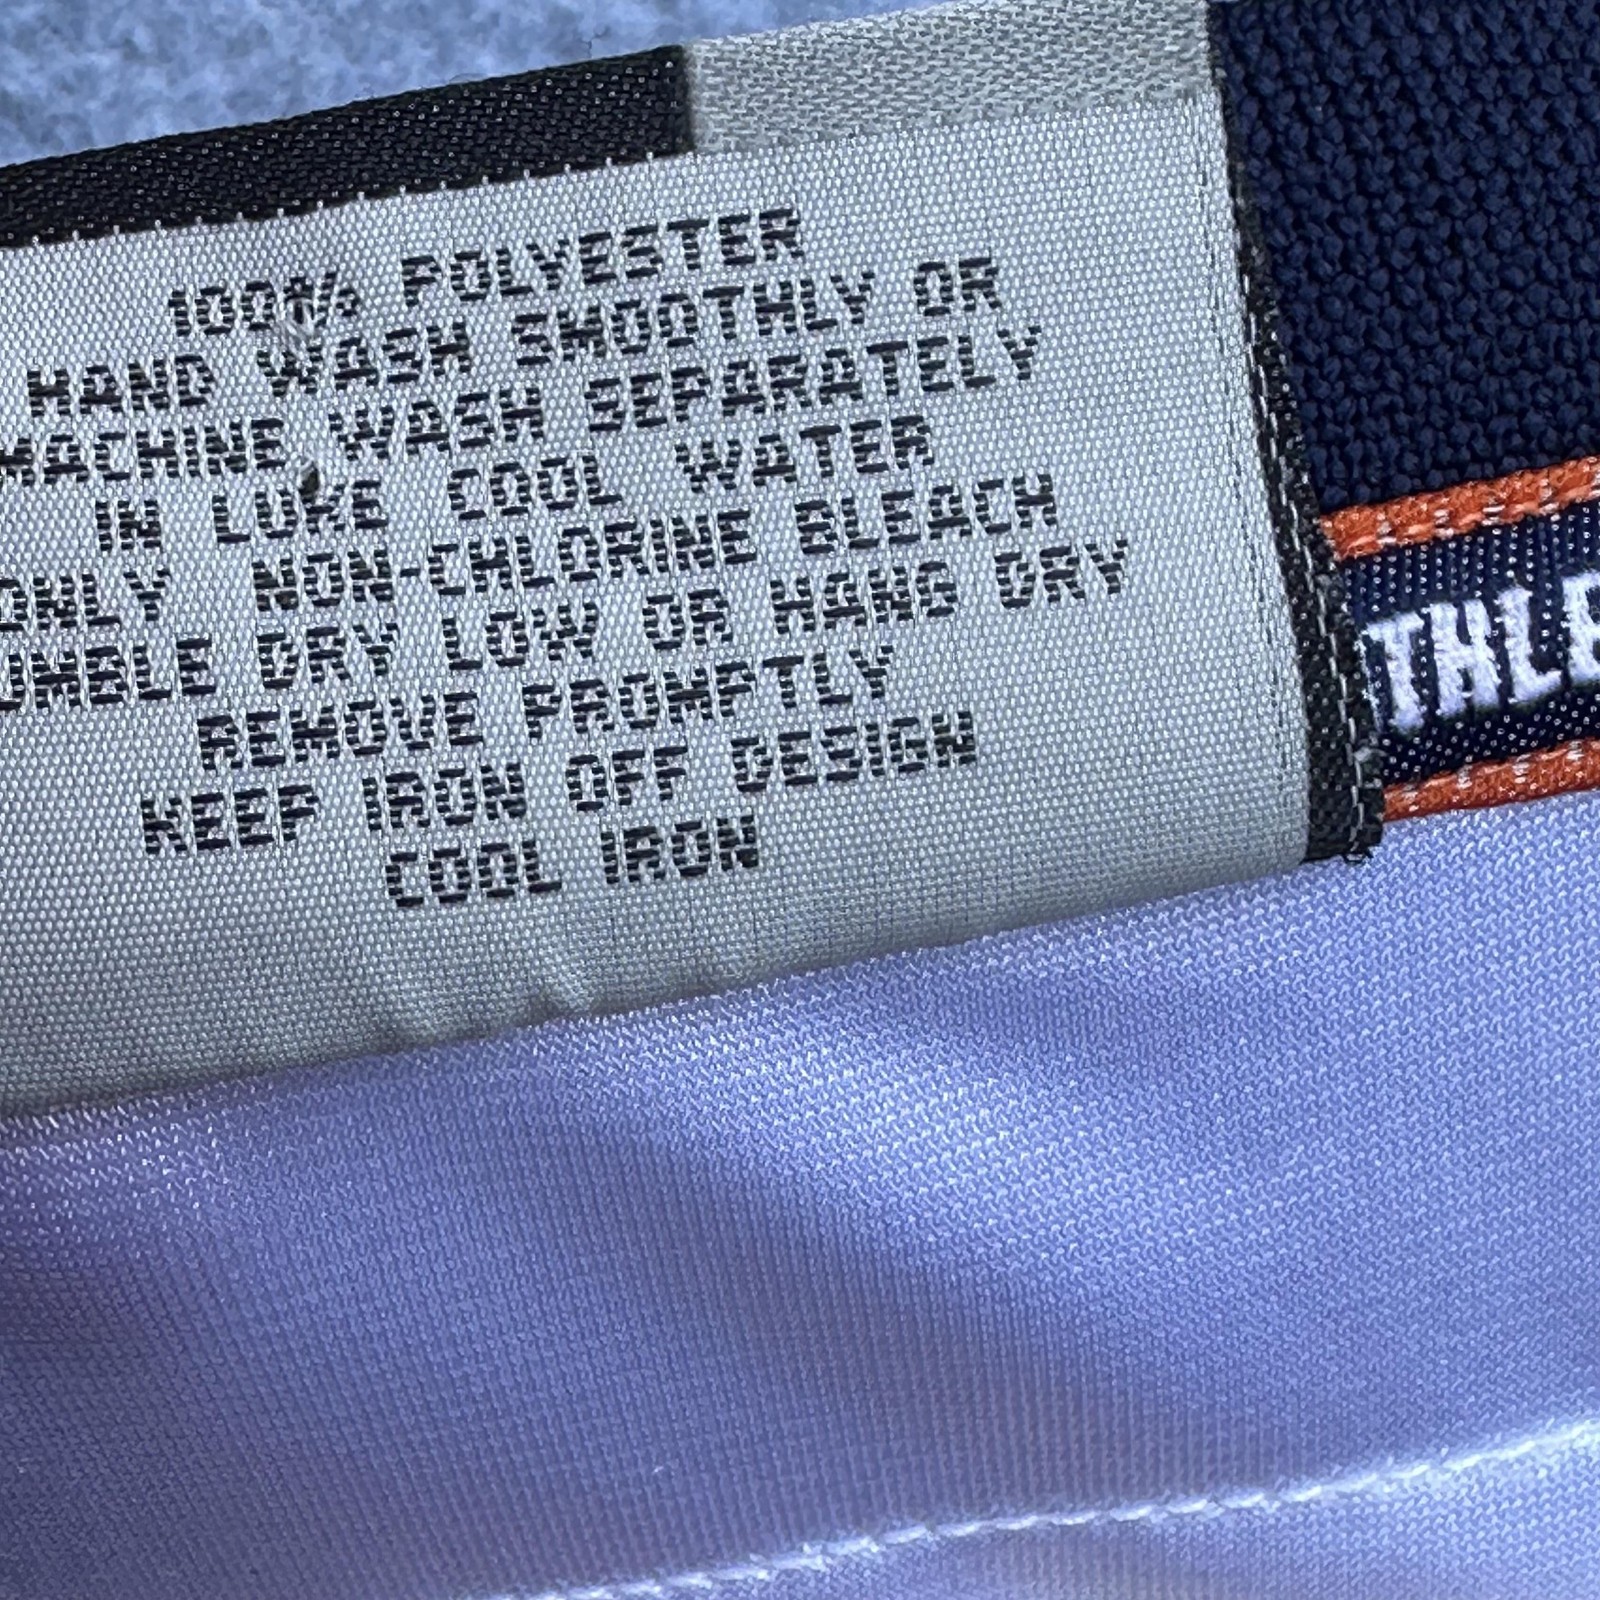 100% POLYESTER
HAND WASH SMOOTHLY OR
MACHINE WASH SEPARATELY
IN LUKE COOL WATER
ONLY NON-CHLORINE BLEACH
UMBLE DRY LOW OR HANG DRY
REMOVE PROMPTLY
KEEP IRON OFF DESIGN
COOL IRON
THLE